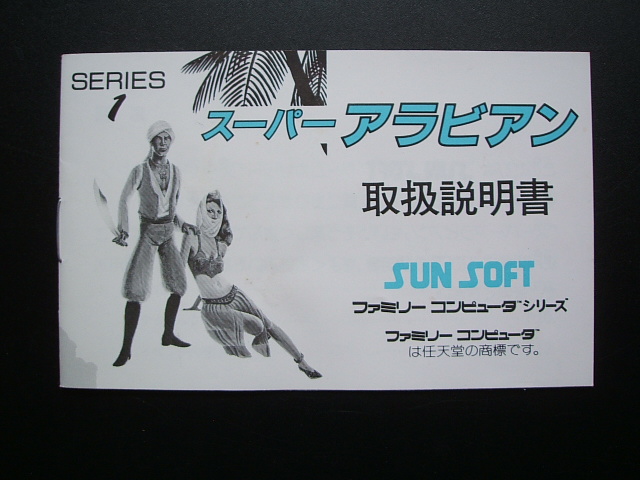 SERIES
1
スーパーアラビアン
取扱説明書
SUN SOFT
ファミリー コンピュータ™シリーズ
ファミリー コンピュータ™
は任天堂の商標です。